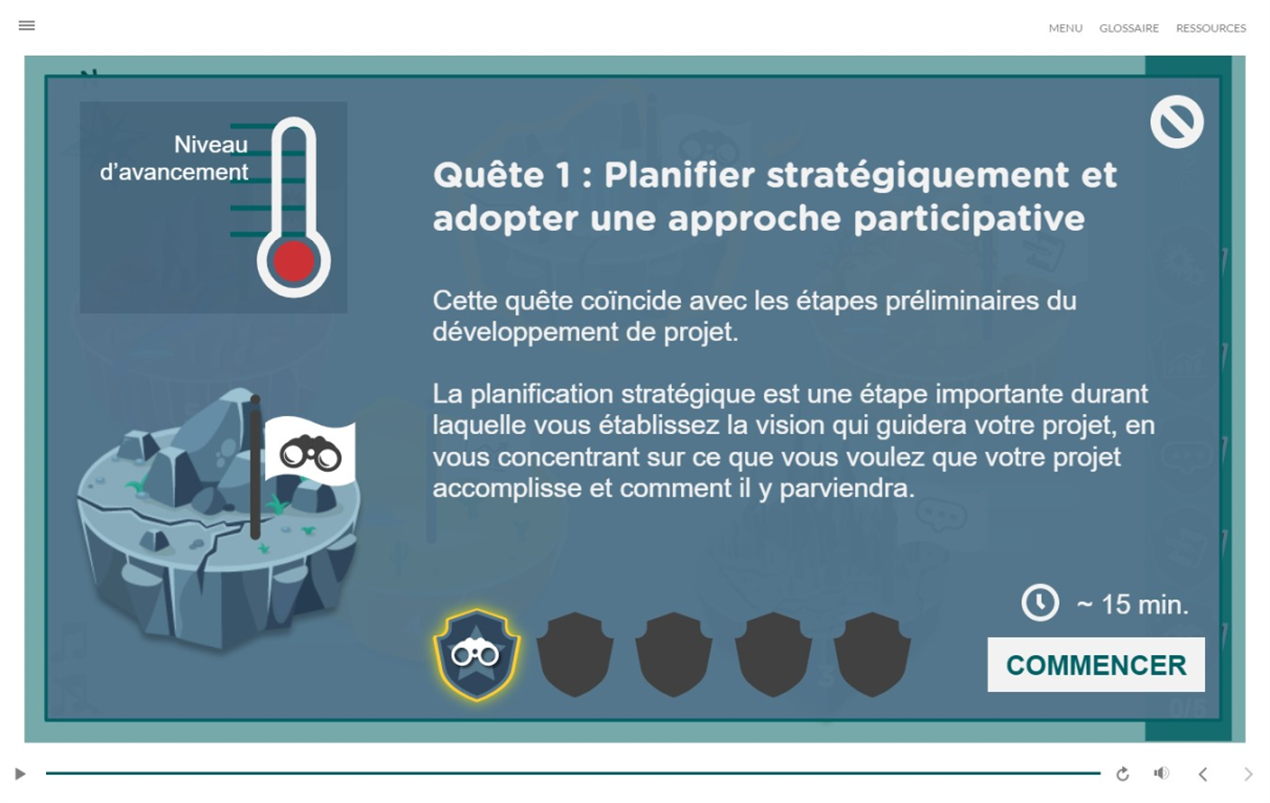 MENU GLOSSAIRE RESSOURCES
Niveau
d'avancement
Quête 1 : Planifier stratégiquement et
adopter une approche participative
Cette quête coïncide avec les étapes préliminaires du
développement de projet.
La planification stratégique est une étape importante durant
laquelle vous établissez la vision qui guidera votre projet, en
vous concentrant sur ce que vous voulez que votre projet
accomplisse et comment il y parviendra.
~ 15 min.
COMMENCER
0/5